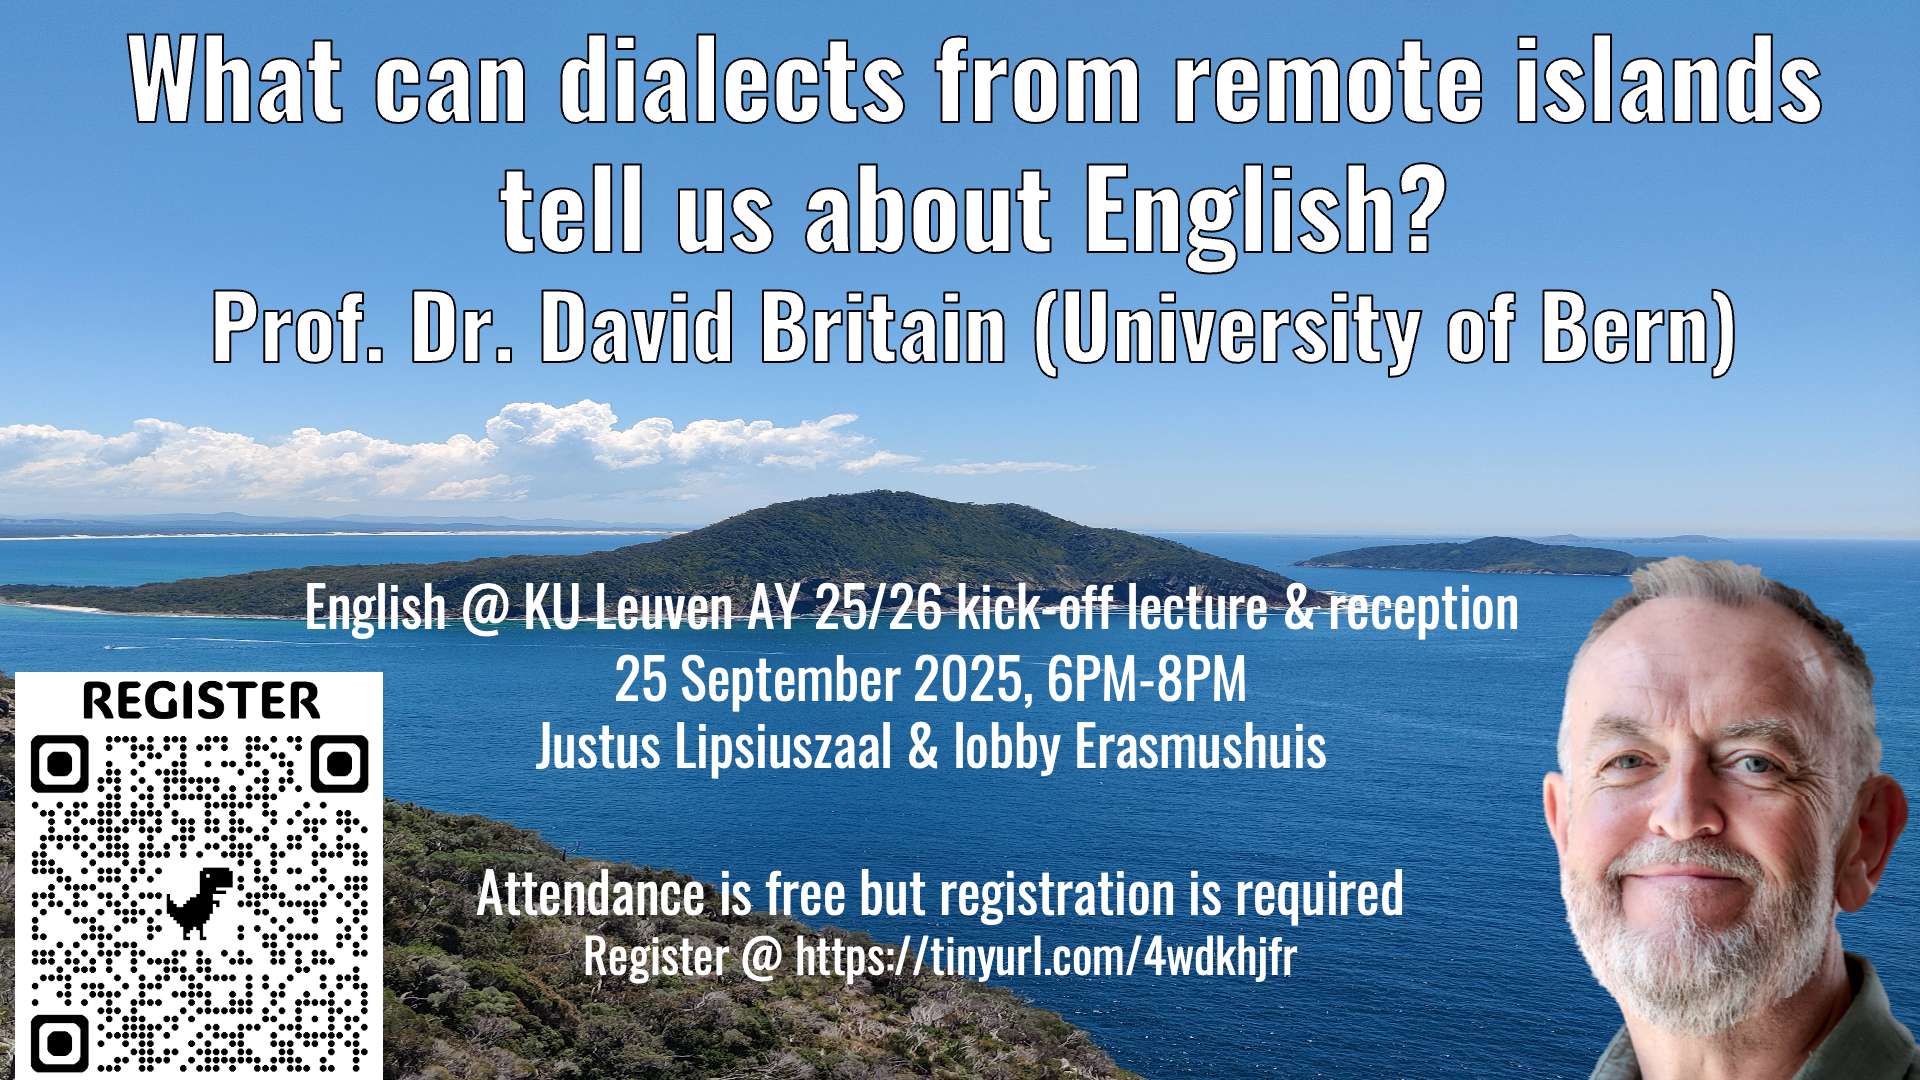 What can dialects from remote islands
tell us about English?
Prof. Dr. David Britain (University of Bern)
English @ KU Leuven AY 25/26 kick-off lecture & reception
25 September 2025, 6PM-8PM
Justus Lipsiuszaal & lobby Erasmushuis
REGISTER
Attendance is free but registration is required
Register @ https://tinyurl.com/4wdkhjfr